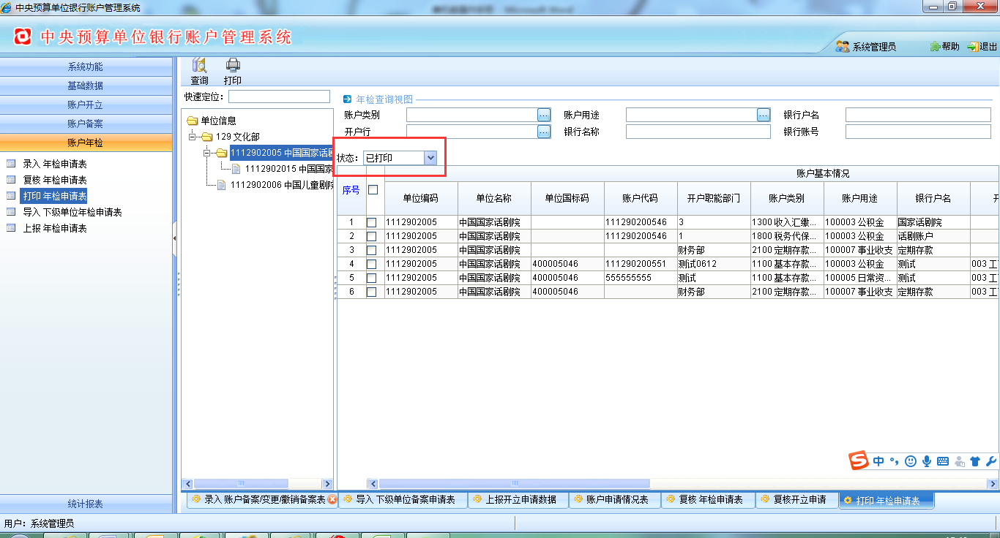 中央预算单位银行账户管理系统
中央预算单位银行账户管理系统
系统管理员 帮助 退出
系统功能
基础数据
账户开立
账户备案
账户年检
录入 年检申请表
复核 年检申请表
打印 年检申请表
导入 下级单位年检申请表
上报 年检申请表
统计报表
查询 打印
快速定位：
单位信息
129 文化部
1112902005 中国国家话剧
1112902015 中国国家
1112902006 中国儿童剧院
年检查询视图
账户类别 账户用途 银行户名
开户行 银行名称 银行账号
状态： 已打印
账户基本情况
序号 单位编码 单位名称 单位国标码 账户代码 开户职能部门 账户类别 账户用途 银行户名 开
1 1112902005 中国国家话剧院 111290200546 3 1300 收入汇缴... 100003 公积金 国家话剧院
2 1112902005 中国国家话剧院 111290200546 1 1800 税务代保... 100003 公积金 话剧账户
3 1112902005 中国国家话剧院 财务部 2100 定期存款... 100007 事业收支 定期存款
4 1112902005 中国国家话剧院 400005046 111290200551 测试0612 1100 基本存款... 100003 公积金 测试 003 工
5 1112902005 中国国家话剧院 400005046 555555555 测试 1100 基本存款... 100005 日常资... 测试 003 工
6 1112902005 中国国家话剧院 400005046 财务部 2100 定期存款... 100007 事业收支 定期存款 003 工
S 中
录入 账户备案/变更/撤销备案表 导入 下级单位备案申请表 上报开立申请数据 账户申请情况表 复核 年检申请表 复核开立申请 打印 年检申请表
用户：系统管理员